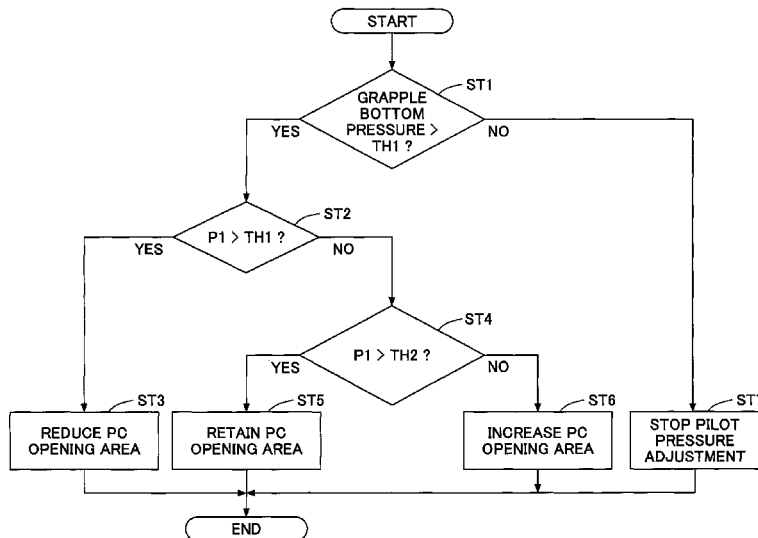 START
ST1
GRAPPLE
BOTTOM
PRESSURE >
TH1 ?
YES
NO
ST2
P1 > TH1 ?
YES
NO
ST4
P1 > TH2 ?
YES
NO
ST3
REDUCE PC
OPENING AREA
ST5
RETAIN PC
OPENING AREA
ST6
INCREASE PC
OPENING AREA
ST7
STOP PILOT
PRESSURE
ADJUSTMENT
END